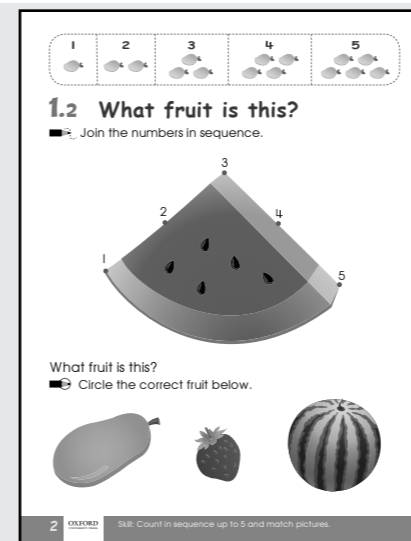 1 2 3 4 5
1.2 What fruit is this?
Join the numbers in sequence.
3
2 4
1 5
What fruit is this?
Circle the correct fruit below.
2 OXFORD Skill: Count in sequence up to 5 and match pictures.